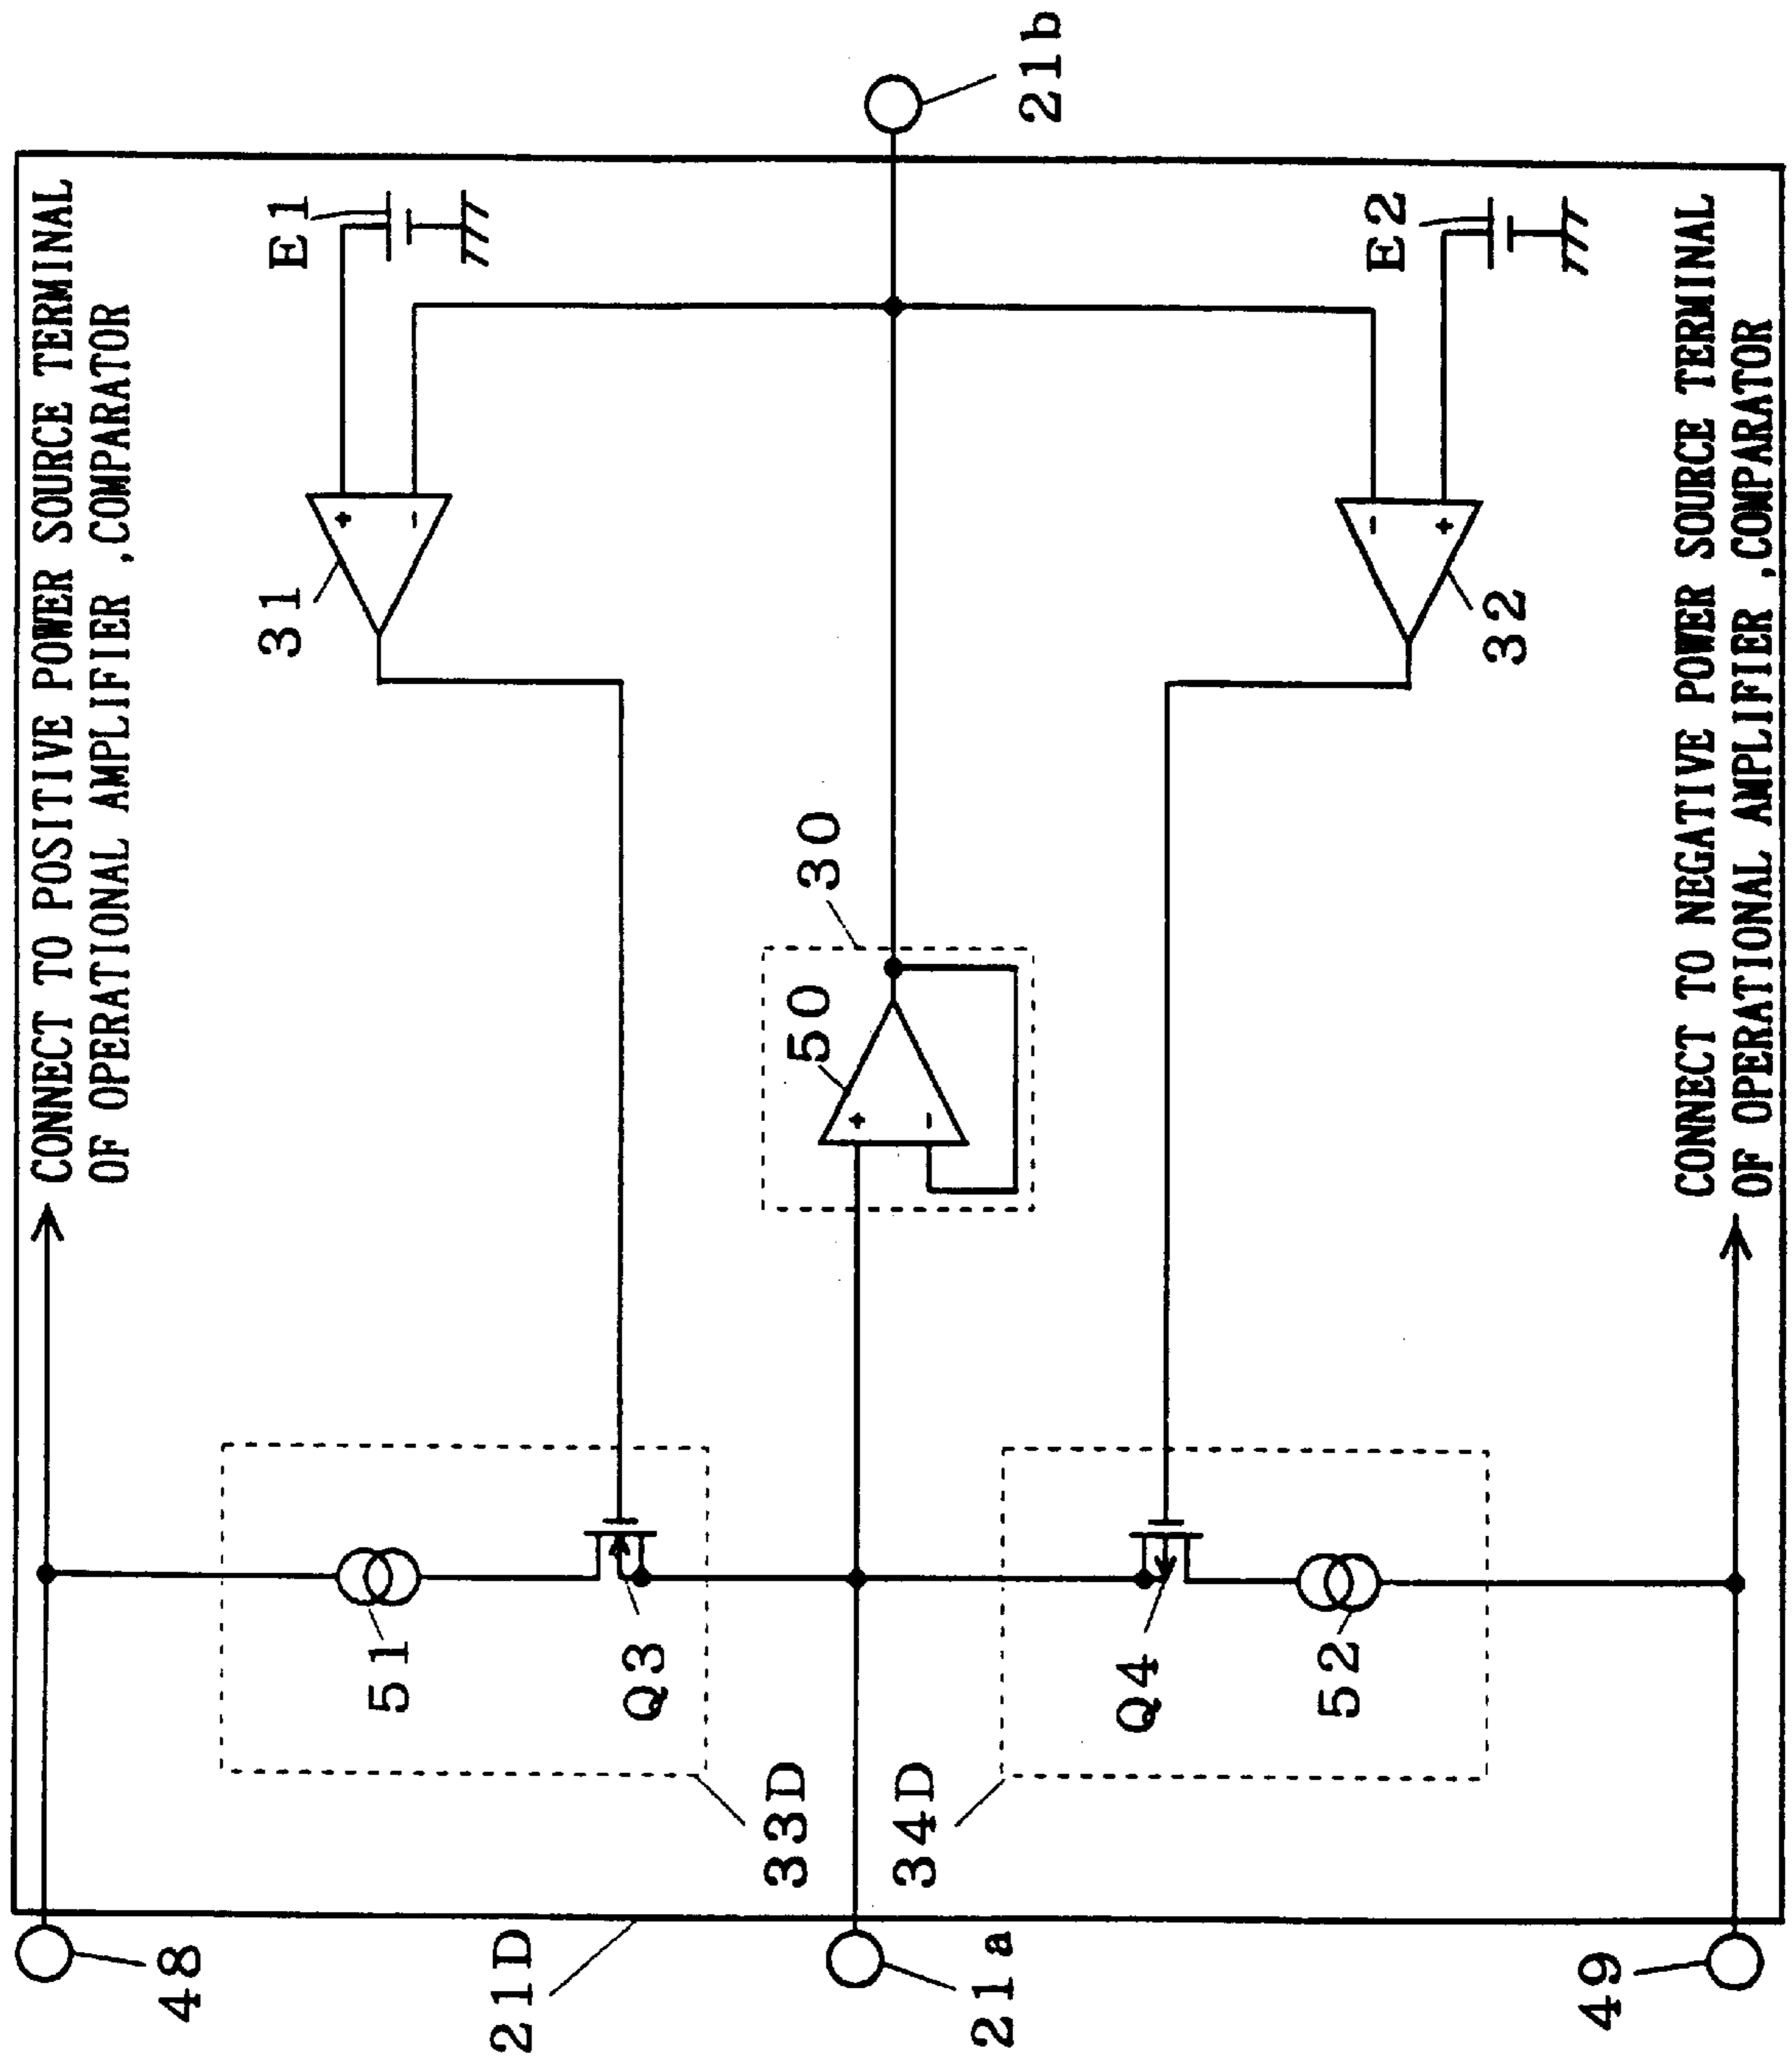 48
CONNECT TO POSITIVE POWER SOURCE TERMINAL
OF OPERATIONAL AMPLIFIER ,COMPARATOR
E1
+
-
31
51
Q3
33D
21D
30
50
+
-
21a
21b
34D
Q4
52
-
+
32
E2
49
CONNECT TO NEGATIVE POWER SOURCE TERMINAL
OF OPERATIONAL AMPLIFIER ,COMPARATOR